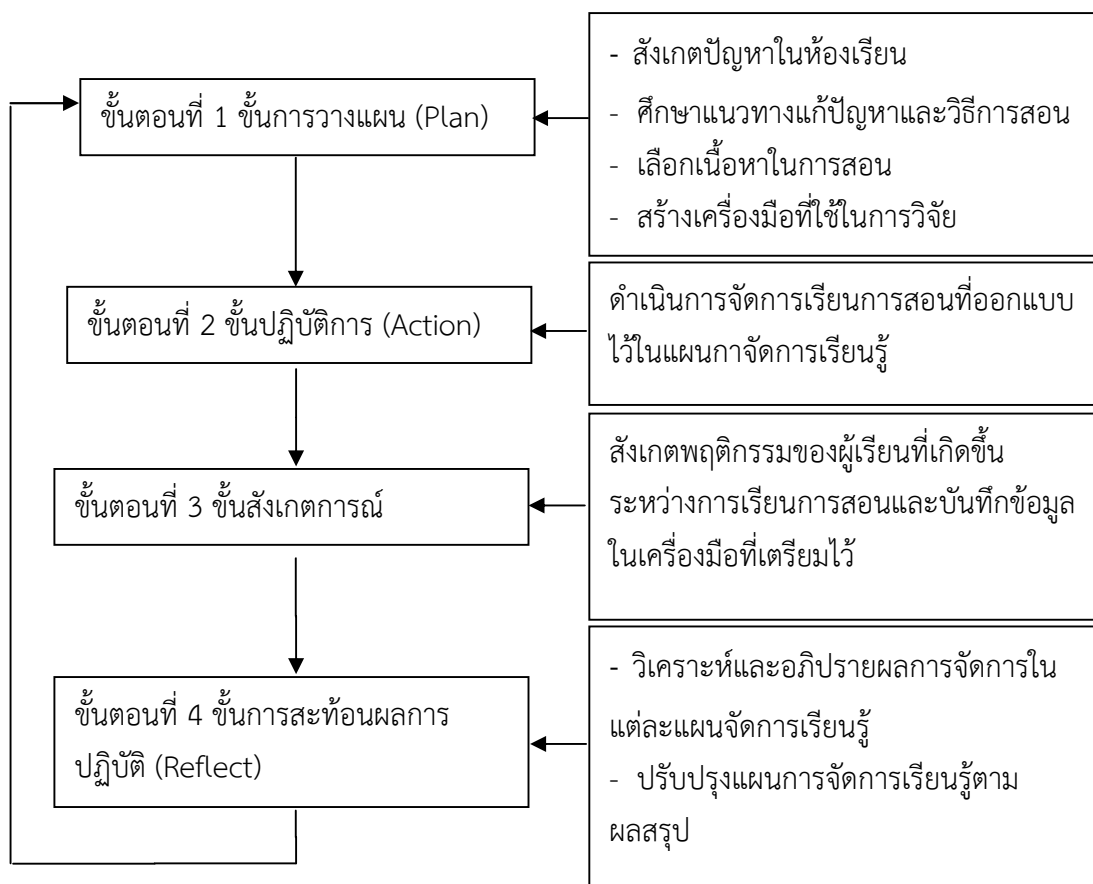 - สังเกตปัญหาในห้องเรียน
- ศึกษาแนวทางแก้ปัญหาและวิธีการสอน
- เลือกเนื้อหาในการสอน
- สร้างเครื่องมือที่ใช้ในการวิจัย
ขั้นตอนที่ 1 ขั้นการวางแผน (Plan)
ดำเนินการจัดการเรียนการสอนที่ออกแบบ
ไว้ในแผนกาจัดการเรียนรู้
ขั้นตอนที่ 2 ขั้นปฏิบัติการ (Action)
สังเกตพฤติกรรมของผู้เรียนที่เกิดขึ้น
ระหว่างการเรียนการสอนและบันทึกข้อมูล
ในเครื่องมือที่เตรียมไว้
ขั้นตอนที่ 3 ขั้นสังเกตการณ์
- วิเคราะห์และอภิปรายผลการจัดการใน
แต่ละแผนจัดการเรียนรู้
- ปรับปรุงแผนการจัดการเรียนรู้ตาม
ผลสรุป
ขั้นตอนที่ 4 ขั้นการสะท้อนผลการ
ปฏิบัติ (Reflect)